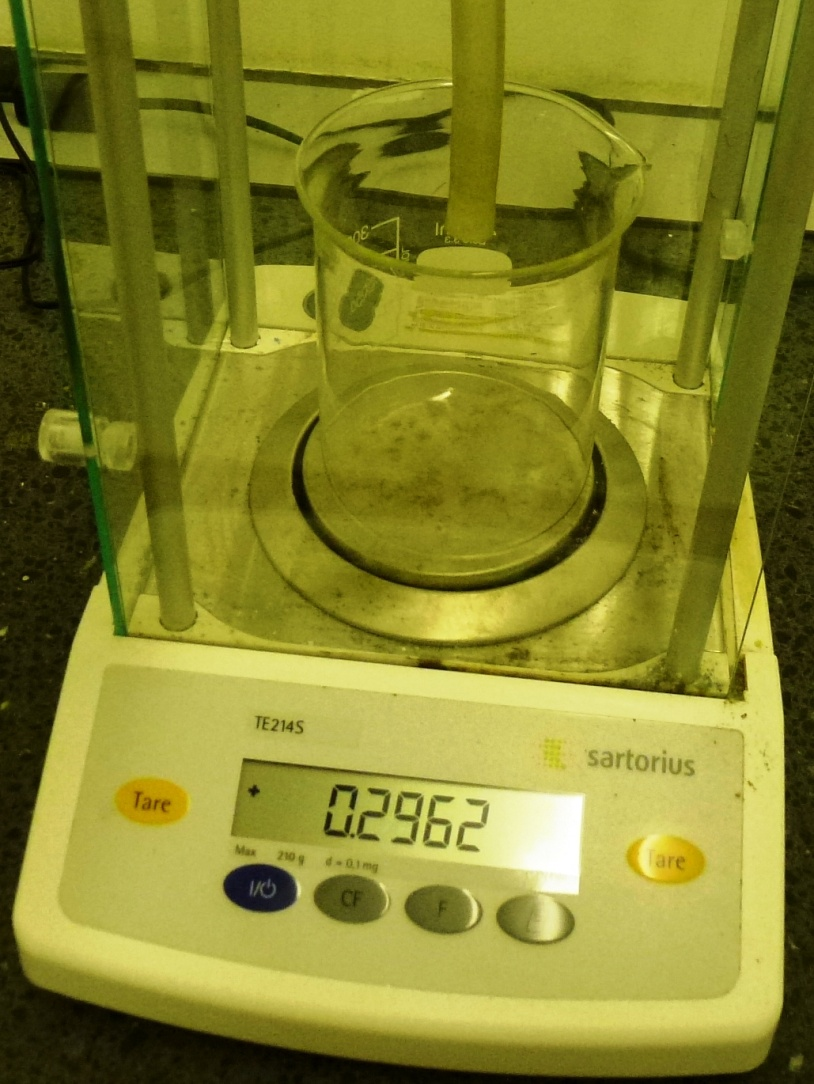 TE214S
sartorius
Tare
+ 0.2962
Tare
Max 210 g d = 0,1 mg
I/⏻
CF
F